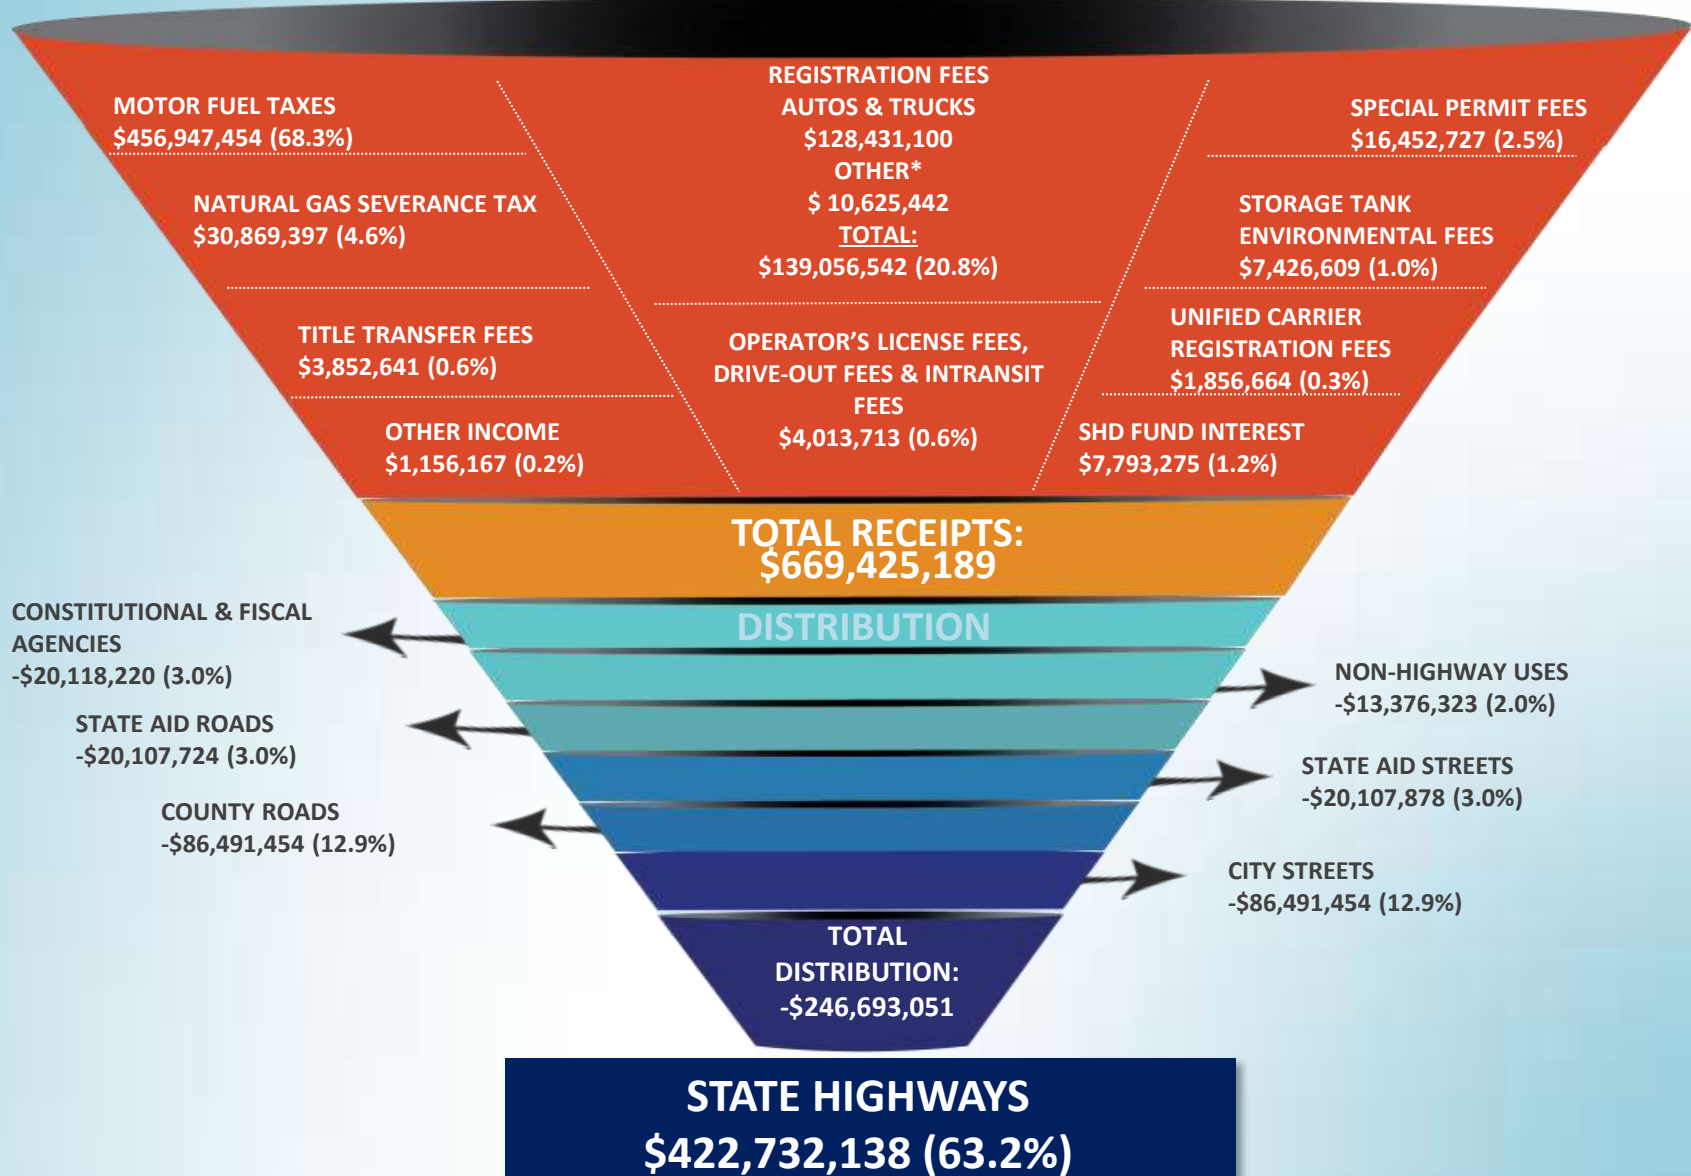 MOTOR FUEL TAXES
$456,947,454 (68.3%)
NATURAL GAS SEVERANCE TAX
$30,869,397 (4.6%)
TITLE TRANSFER FEES
$3,852,641 (0.6%)
OTHER INCOME
$1,156,167 (0.2%)
REGISTRATION FEES
AUTOS & TRUCKS
$128,431,100
OTHER*
$ 10,625,442
TOTAL:
$139,056,542 (20.8%)
OPERATOR'S LICENSE FEES,
DRIVE-OUT FEES & INTRANSIT
FEES
$4,013,713 (0.6%)
SPECIAL PERMIT FEES
$16,452,727 (2.5%)
STORAGE TANK
ENVIRONMENTAL FEES
$7,426,609 (1.0%)
UNIFIED CARRIER
REGISTRATION FEES
$1,856,664 (0.3%)
SHD FUND INTEREST
$7,793,275 (1.2%)
TOTAL RECEIPTS:
$669,425,189
DISTRIBUTION
CONSTITUTIONAL & FISCAL
AGENCIES
-$20,118,220 (3.0%)
NON-HIGHWAY USES
-$13,376,323 (2.0%)
STATE AID ROADS
-$20,107,724 (3.0%)
STATE AID STREETS
-$20,107,878 (3.0%)
COUNTY ROADS
-$86,491,454 (12.9%)
CITY STREETS
-$86,491,454 (12.9%)
TOTAL
DISTRIBUTION:
-$246,693,051
STATE HIGHWAYS
$422,732,138 (63.2%)